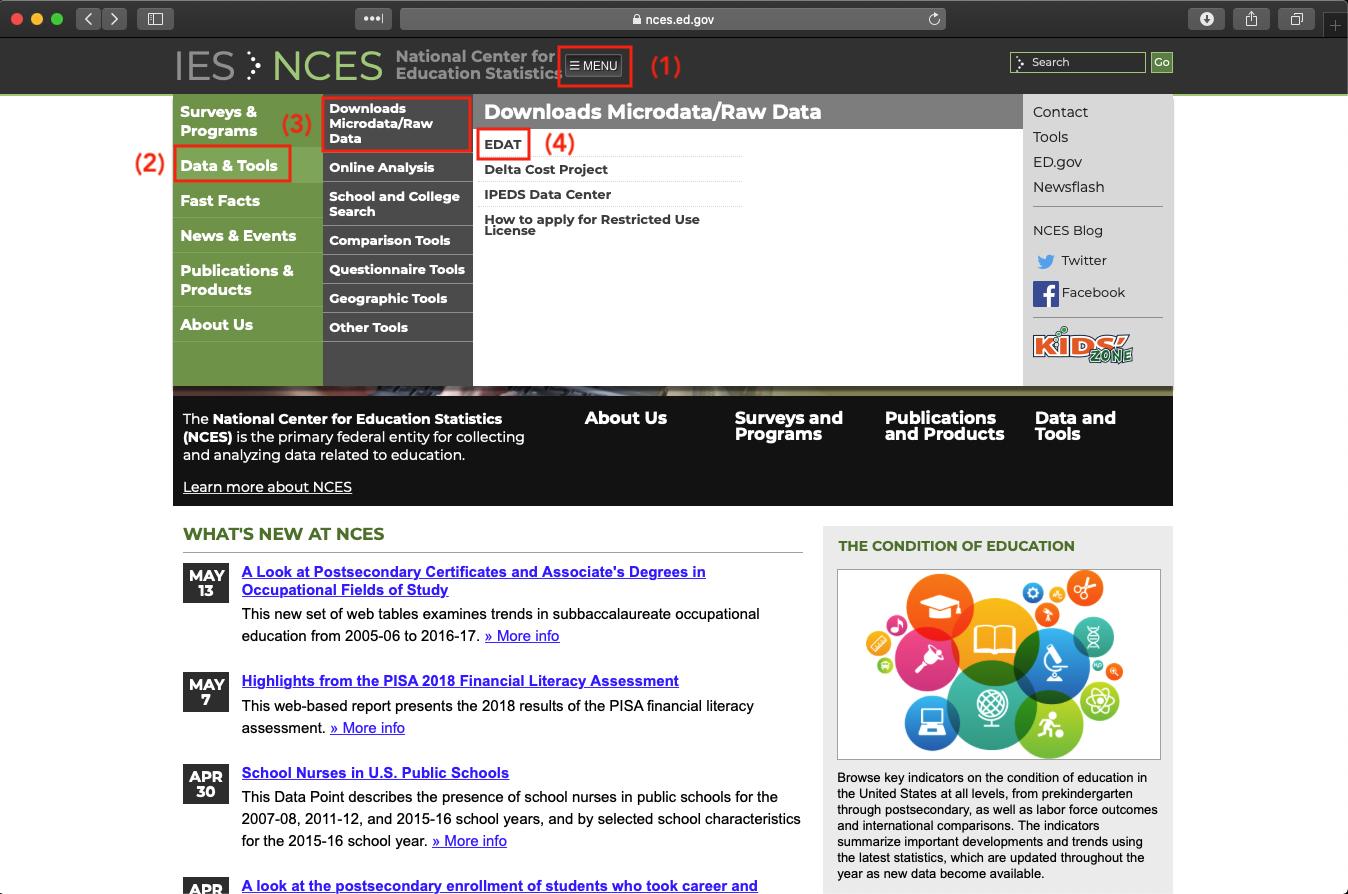 nces.ed.gov
IES NCES National Center for
Education Statistics
MENU
(1)
Search
Go
Surveys &
Programs
(2)
Data & Tools
Fast Facts
News & Events
Publications &
Products
About Us
(3)
Downloads
Microdata/Raw
Data
Online Analysis
School and College
Search
Comparison Tools
Questionnaire Tools
Geographic Tools
Other Tools
Downloads Microdata/Raw Data
EDAT
(4)
Delta Cost Project
IPEDS Data Center
How to apply for Restricted Use
License
Contact
Tools
ED.gov
Newsflash
NCES Blog
Twitter
Facebook
KIDS'
ZONE
The National Center for Education Statistics
(NCES) is the primary federal entity for collecting
and analyzing data related to education.
Learn more about NCES
About Us
Surveys and
Programs
Publications
and Products
Data and
Tools
WHAT'S NEW AT NCES
MAY
13
A Look at Postsecondary Certificates and Associate's Degrees in
Occupational Fields of Study
This new set of web tables examines trends in subbaccalaureate occupational
education from 2005-06 to 2016-17. » More info
MAY
7
Highlights from the PISA 2018 Financial Literacy Assessment
This web-based report presents the 2018 results of the PISA financial literacy
assessment. » More info
APR
30
School Nurses in U.S. Public Schools
This Data Point describes the presence of school nurses in public schools for the
2007-08, 2011-12, and 2015-16 school years, and by selected school characteristics
for the 2015-16 school year. » More info
APR
A look at the postsecondary enrollment of students who took career and
THE CONDITION OF EDUCATION
Browse key indicators on the condition of education in
the United States at all levels, from prekindergarten
through postsecondary, as well as labor force outcomes
and international comparisons. The indicators
summarize important developments and trends using
the latest statistics, which are updated throughout the
year as new data become available.